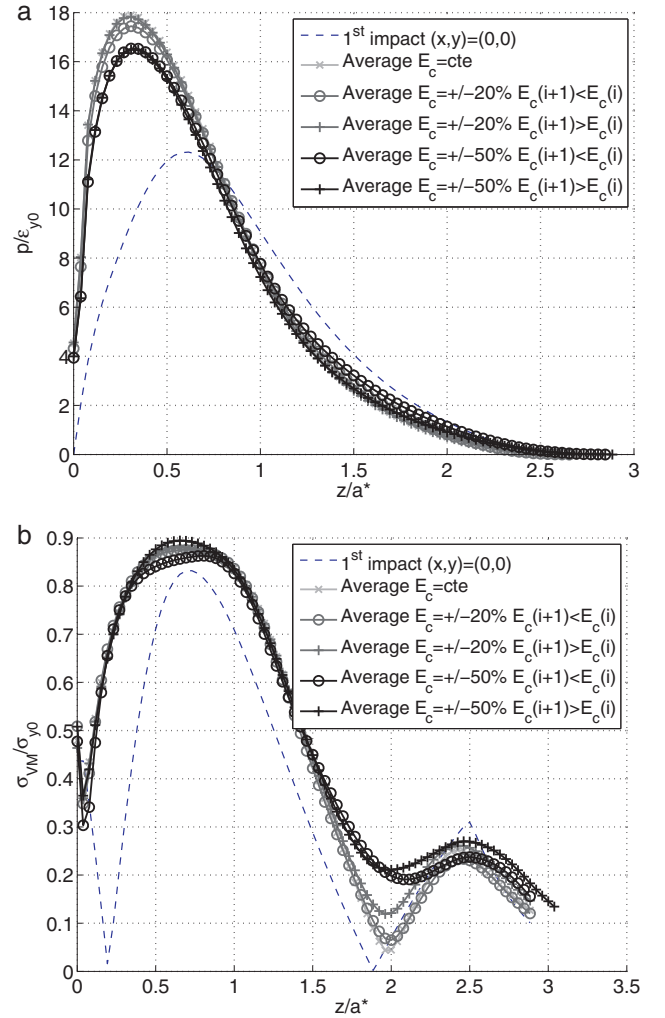 a
18
16
14
12
10
8
6
4
2
0
p/ε_y0
1st impact (x,y)=(0,0)
Average E_c=cte
Average E_c=+/−20% E_c(i+1)<E_c(i)
Average E_c=+/−20% E_c(i+1)>E_c(i)
Average E_c=+/−50% E_c(i+1)<E_c(i)
Average E_c=+/−50% E_c(i+1)>E_c(i)
0 0.5 1 1.5 2 2.5 3
z/a*
b
0.9
0.8
0.7
0.6
0.5
0.4
0.3
0.2
0.1
0
σ_VM/σ_y0
1st impact (x,y)=(0,0)
Average E_c=cte
Average E_c=+/−20% E_c(i+1)<E_c(i)
Average E_c=+/−20% E_c(i+1)>E_c(i)
Average E_c=+/−50% E_c(i+1)<E_c(i)
Average E_c=+/−50% E_c(i+1)>E_c(i)
0 0.5 1 1.5 2 2.5 3 3.5
z/a*